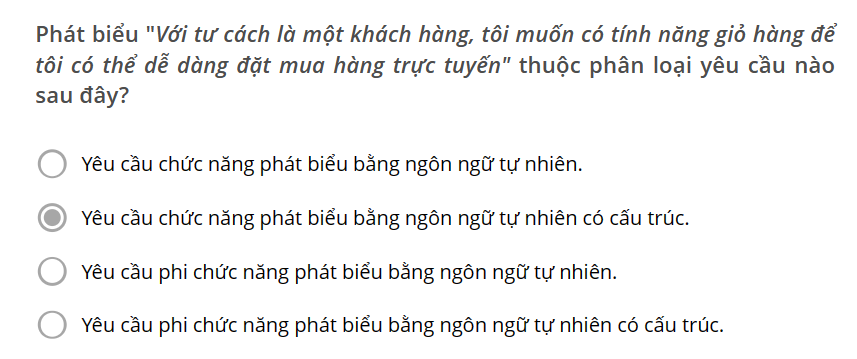 Phát biểu "Với tư cách là một khách hàng, tôi muốn có tính năng giỏ hàng để
tôi có thể dễ dàng đặt mua hàng trực tuyến" thuộc phân loại yêu cầu nào
sau đây?
Yêu cầu chức năng phát biểu bằng ngôn ngữ tự nhiên.
Yêu cầu chức năng phát biểu bằng ngôn ngữ tự nhiên có cấu trúc.
Yêu cầu phi chức năng phát biểu bằng ngôn ngữ tự nhiên.
Yêu cầu phi chức năng phát biểu bằng ngôn ngữ tự nhiên có cấu trúc.